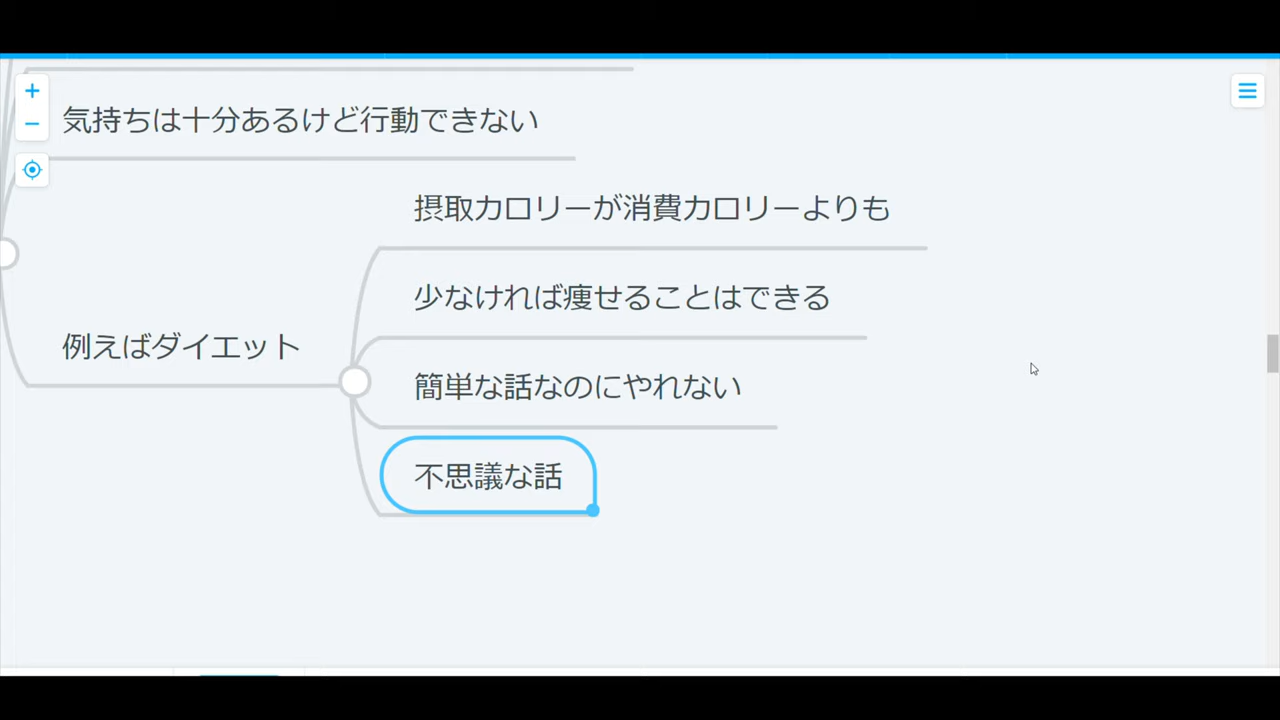 気持ちは十分あるけど行動できない
摂取カロリーが消費カロリーよりも
少なければ痩せることはできる
例えばダイエット
簡単な話なのにやれない
不思議な話